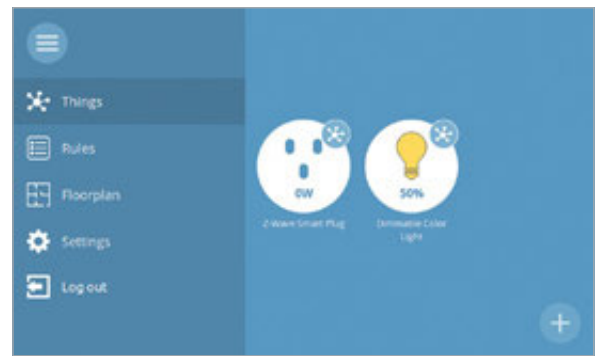 Things
Rules
Floorplan
Settings
Log out
0W
50%
Z-Wave Smart Plug
Dimmable Color
Light